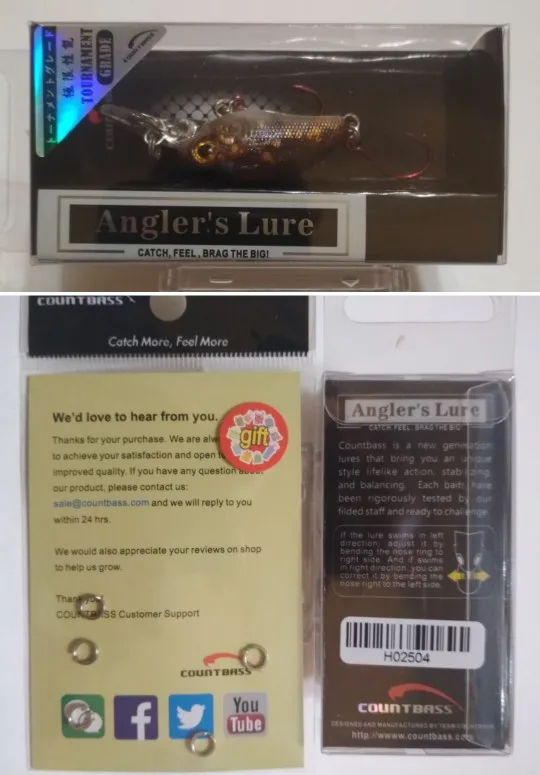 トーナメントグレード
極限性能
TOURNAMENT
GRADE
COUNTBASS
Angler's Lure
CATCH, FEEL, BRAG THE BIG!
COUNTBASS
Catch More, Feel More
We'd love to hear from you.
gift
Thanks for your purchase. We are
to achieve your satisfaction and open
improved quality. If you have any question about
our product, please contact us:
sale@countbass.com and we will reply to you
within 24 hrs.
We would also appreciate your reviews on shop
to help us grow.
Thank you
COUNTBASS Customer Support
COUNTBASS
You
Tube
Angler's Lure
CATCH, FEEL, BRAG THE BIG!
Countbass is a new generation
lures that bring you an unique
style lifelike action, stabilizing,
and balancing. Each baits have
been rigorously tested by our
filded staff and ready to challenge
If the lure swims in left
direction, adjust it by
bending the nose ring to
right side. And if swims
in right direction, you can
correct it by bending the
nose right to the left side.
H02504
COUNTBASS
DESIGNED AND MANUFACTURED BY TEAM COUNTBASS
http://www.countbass.com